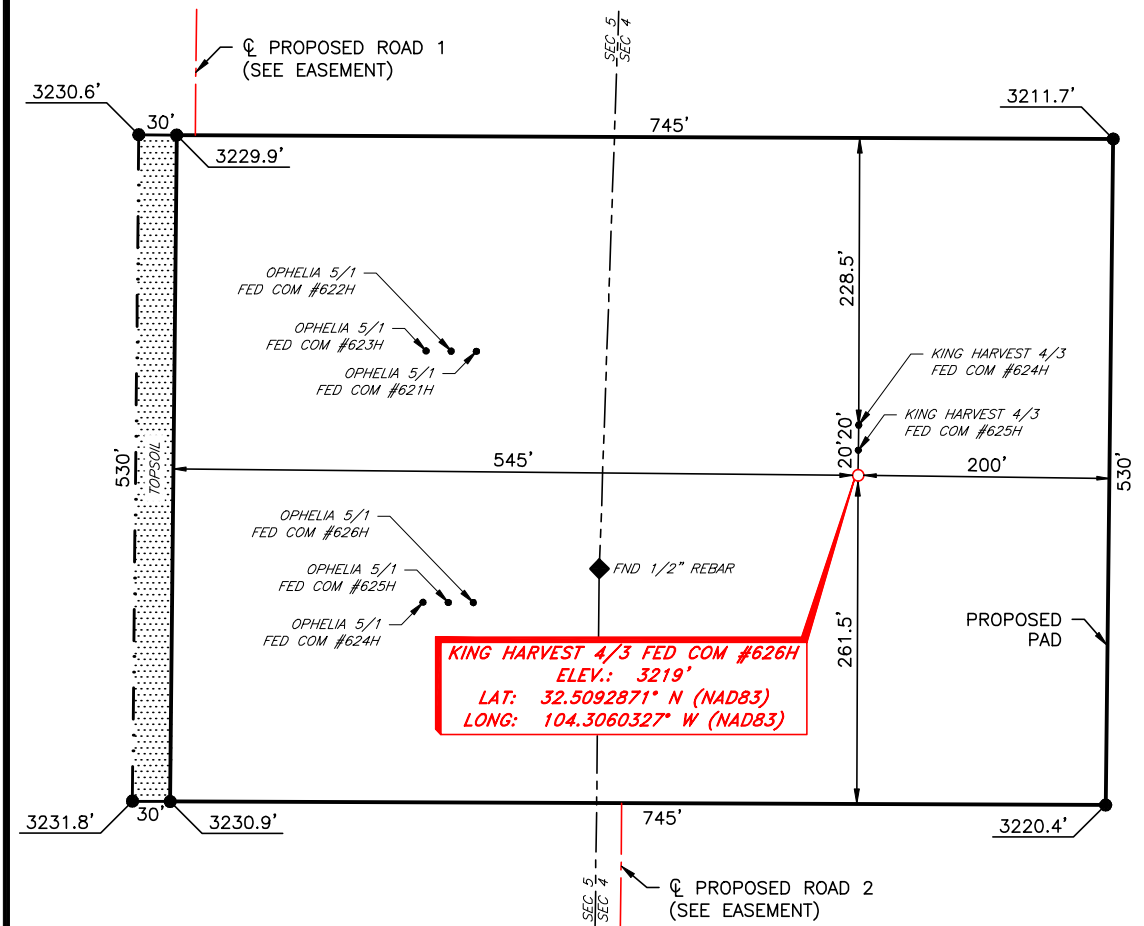 SEC 5
SEC 4
℄ PROPOSED ROAD 1
(SEE EASEMENT)
3230.6'
3211.7'
30'
745'
3229.9'
OPHELIA 5/1
FED COM #622H
OPHELIA 5/1
FED COM #623H
OPHELIA 5/1
FED COM #621H
228.5'
KING HARVEST 4/3
FED COM #624H
KING HARVEST 4/3
FED COM #625H
20'
20'
530'
TOPSOIL
545'
200'
530'
OPHELIA 5/1
FED COM #626H
OPHELIA 5/1
FED COM #625H
OPHELIA 5/1
FED COM #624H
FND 1/2" REBAR
261.5'
PROPOSED
PAD
KING HARVEST 4/3 FED COM #626H
ELEV.: 3219'
LAT: 32.5092871° N (NAD83)
LONG: 104.3060327° W (NAD83)
3231.8'
30'
3230.9'
745'
3220.4'
SEC 5
SEC 4
℄ PROPOSED ROAD 2
(SEE EASEMENT)